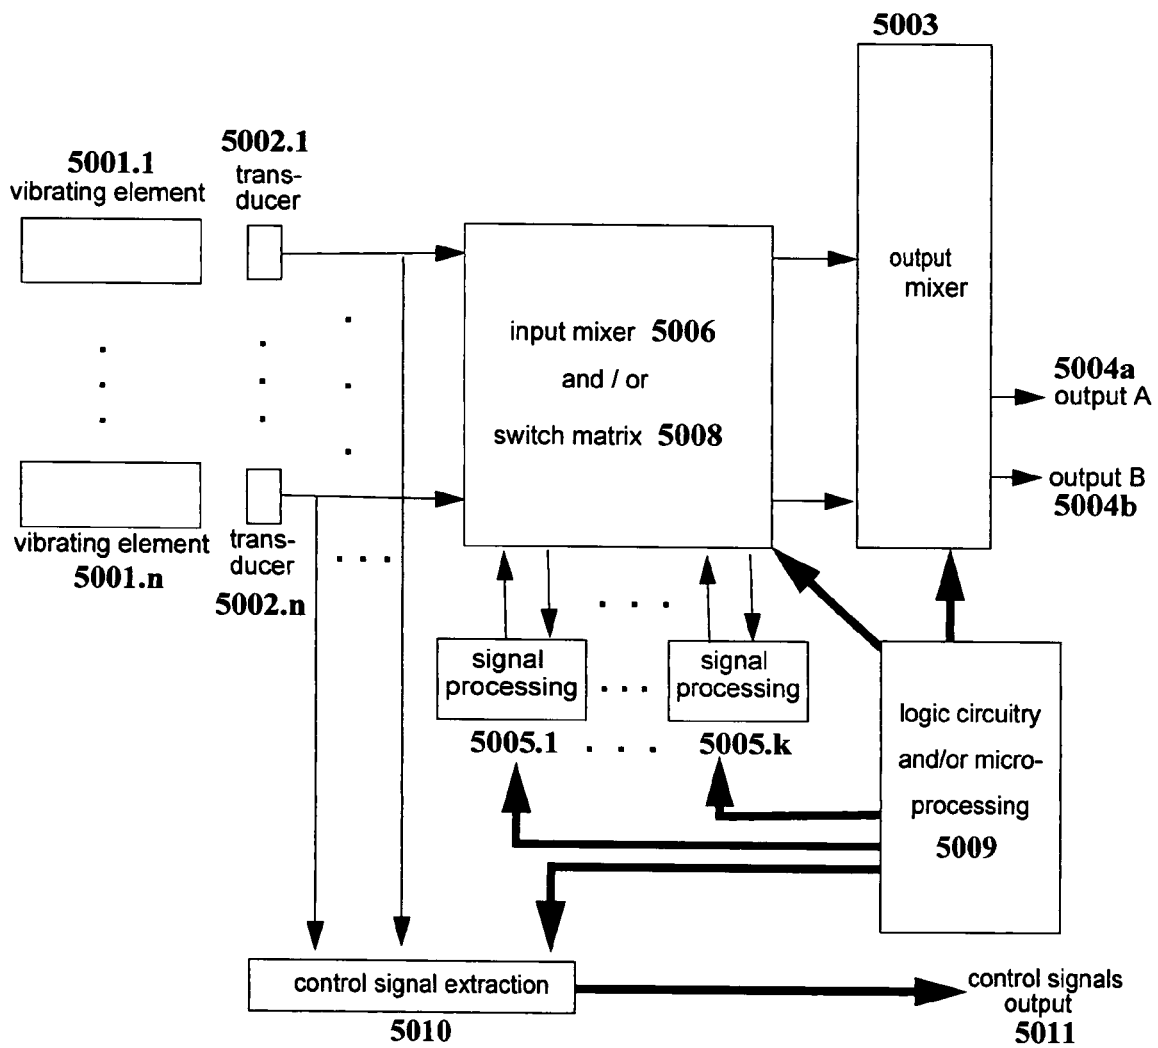 5003
5002.1
trans-
ducer
5001.1
vibrating element
output
mixer
input mixer 5006
and / or
switch matrix 5008
5004a
output A
output B
5004b
vibrating element
5001.n
trans-
ducer
5002.n
signal
processing
5005.1
signal
processing
5005.k
logic circuitry
and/or micro-
processing
5009
control signal extraction
5010
control signals
output
5011